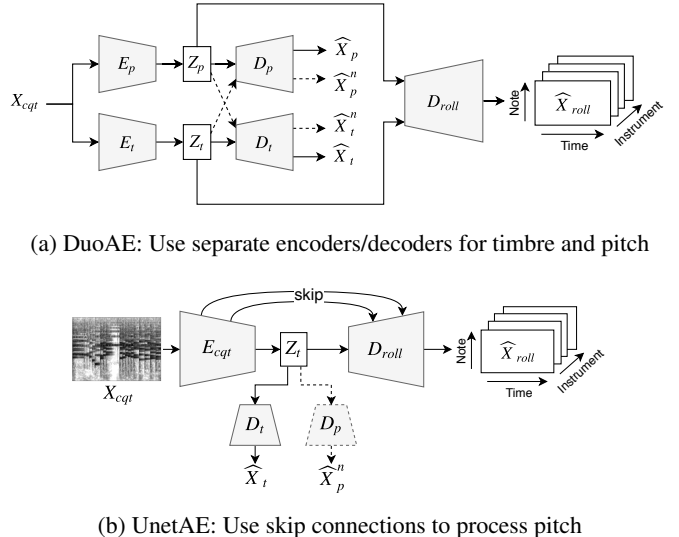 X_cqt
E_p
Z_p
D_p
X̂_p
X̂_p^n
E_t
Z_t
D_t
X̂_t^n
X̂_t
D_roll
Note
X̂_roll
Time
Instrument
(a) DuoAE: Use separate encoders/decoders for timbre and pitch
skip
X_cqt
E_cqt
Z_t
D_roll
D_t
D_p
X̂_t
X̂_p^n
Note
X̂_roll
Time
Instrument
(b) UnetAE: Use skip connections to process pitch